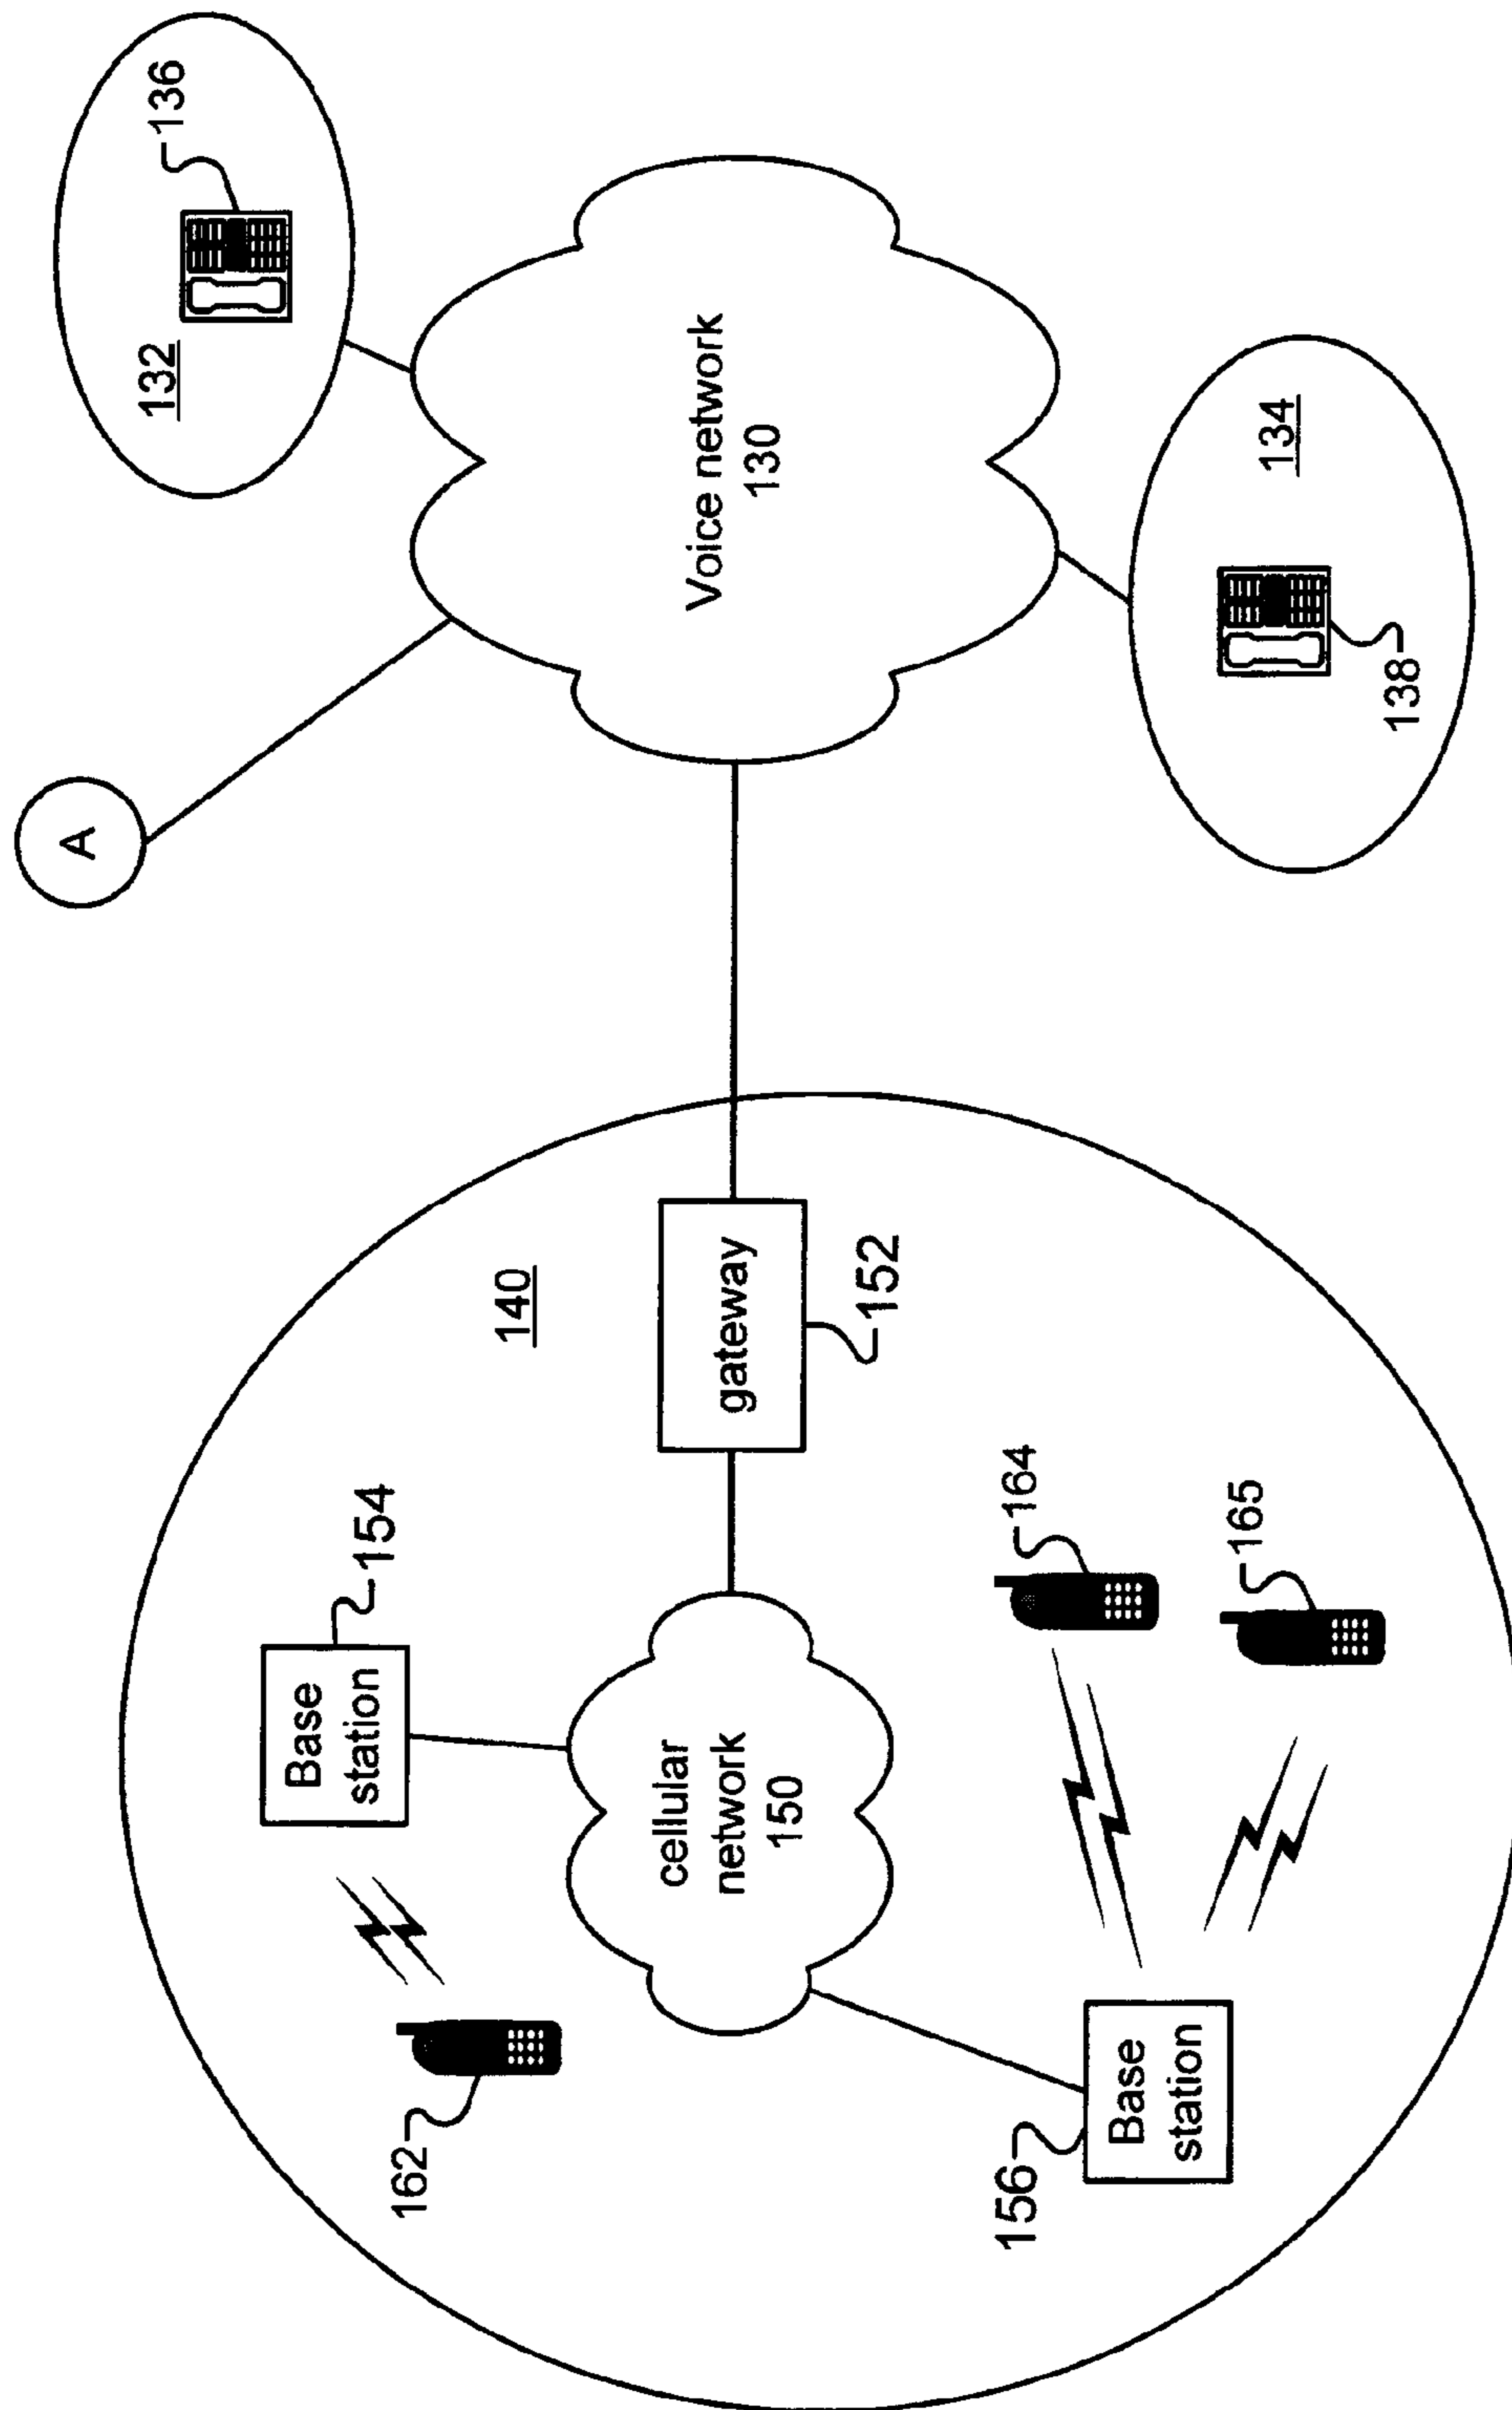 A
132
136
Voice network
130
134
138
140
gateway
152
Base
station
154
cellular
network
150
162
164
165
Base
station
156